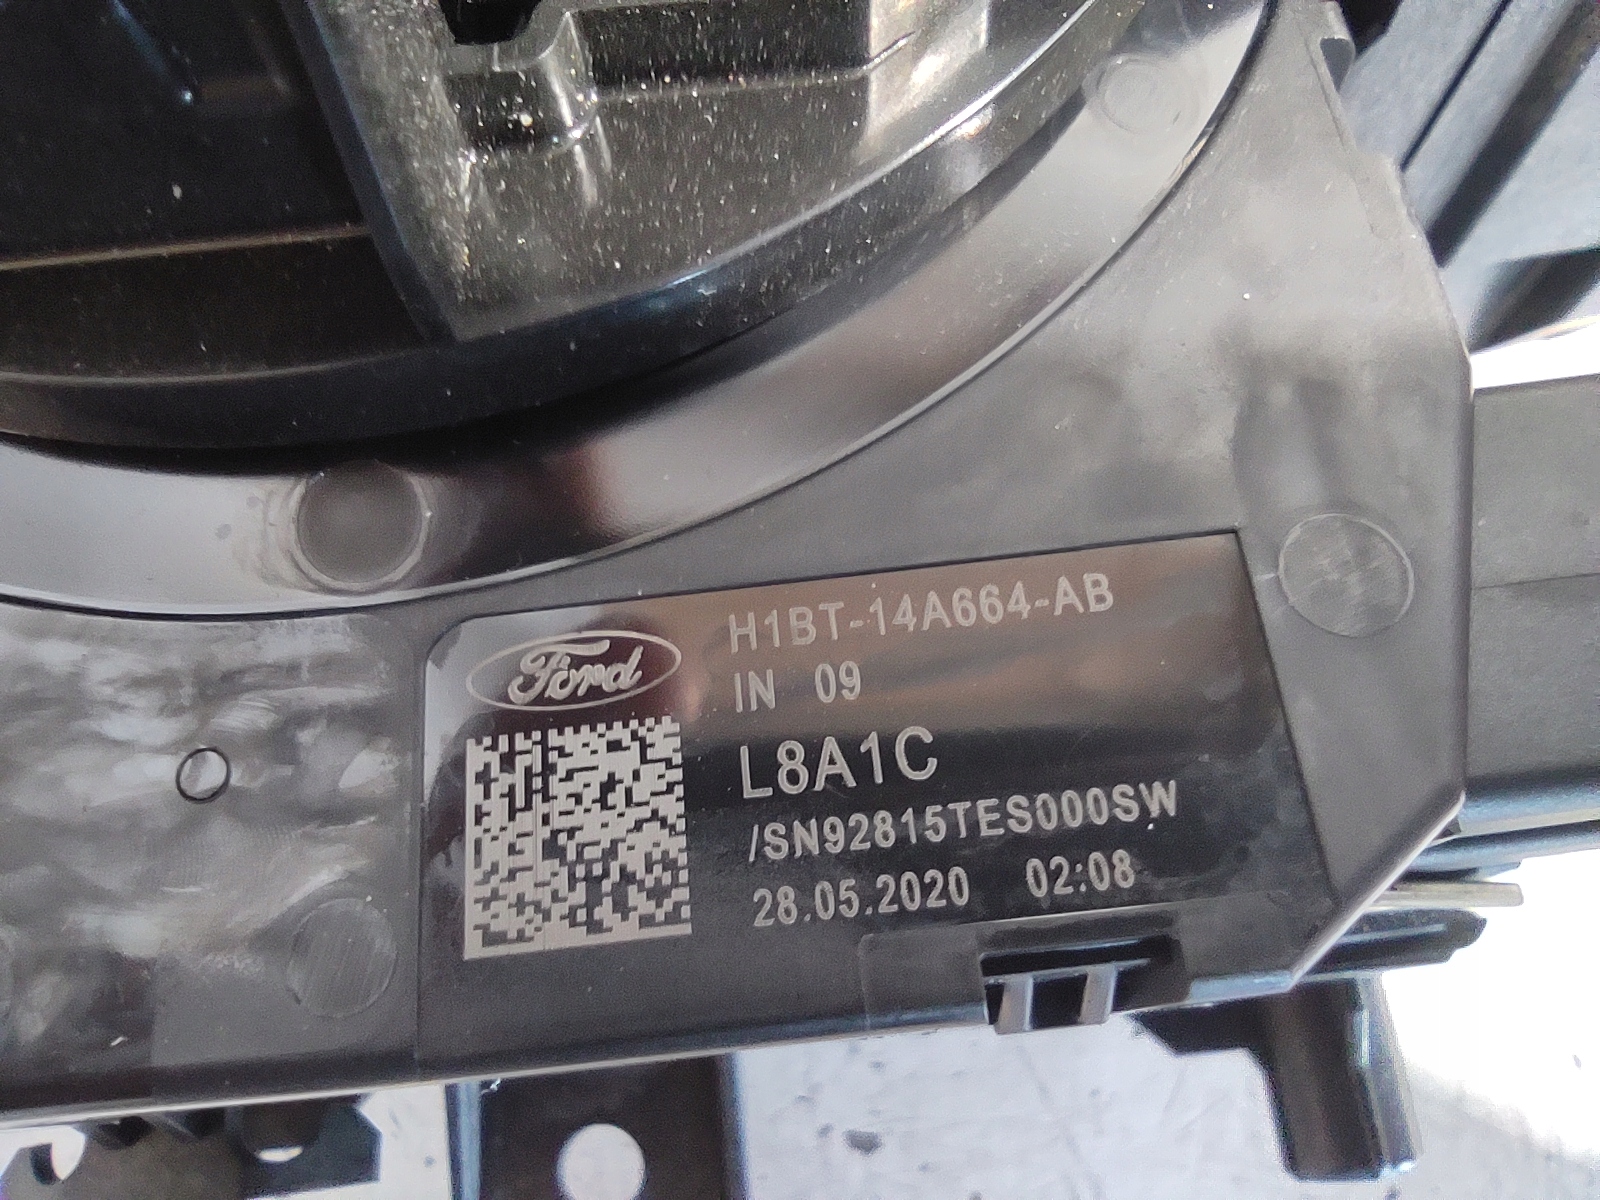 Ford
H1BT-14A664-AB
IN 09
L8A1C
/SN92815TES000SW
28.05.2020 02:08